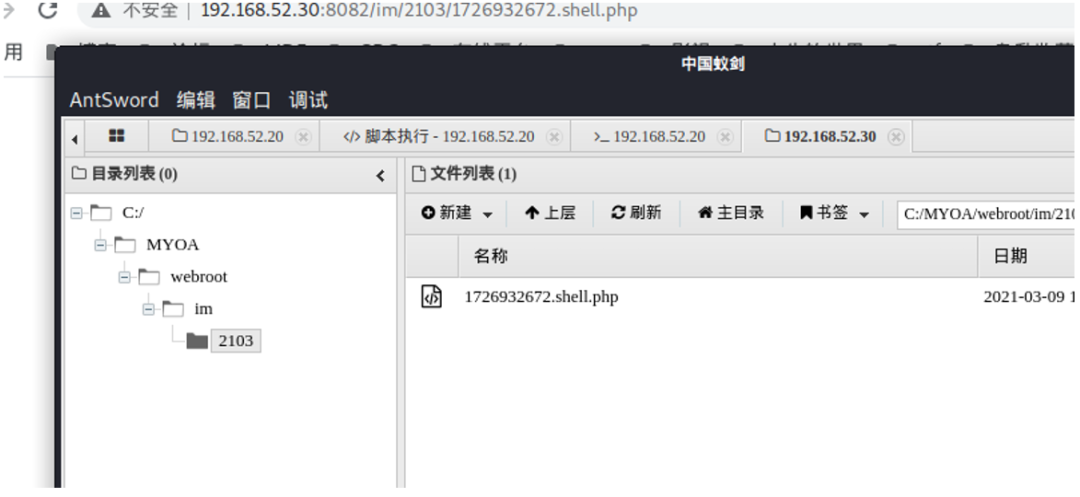 不安全 192.168.52.30:8082/im/2103/1726932672.shell.php
用
中国蚁剑
AntSword 编辑 窗口 调试
192.168.52.20 脚本执行 - 192.168.52.20 192.168.52.20 192.168.52.30
目录列表 (0)
文件列表 (1)
新建 上层 刷新 主目录 书签 C:/MYOA/webroot/im/210
C:/
MYOA
webroot
im
2103
名称 日期
1726932672.shell.php 2021-03-09 1